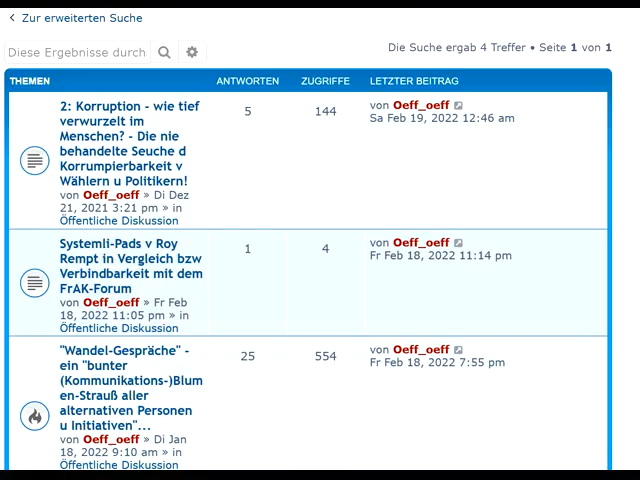 Zur erweiterten Suche
Diese Ergebnisse durch
Die Suche ergab 4 Treffer • Seite 1 von 1
THEMEN ANTWORTEN ZUGRIFFE LETZTER BEITRAG
2: Korruption - wie tief
verwurzelt im
Menschen? - Die nie
behandelte Seuche d
Korrumpierbarkeit v
Wählern u Politikern!
von Oeff_oeff » Di Dez
21, 2021 3:21 pm » in
Öffentliche Diskussion
5
144
von Oeff_oeff
Sa Feb 19, 2022 12:46 am
Systemli-Pads v Roy
Rempt in Vergleich bzw
Verbindbarkeit mit dem
FrAK-Forum
von Oeff_oeff » Fr Feb
18, 2022 11:05 pm » in
Öffentliche Diskussion
1
4
von Oeff_oeff
Fr Feb 18, 2022 11:14 pm
"Wandel-Gespräche" -
ein "bunter
(Kommunikations-)Blum
en-Strauß aller
alternativen Personen
u Initiativen"...
von Oeff_oeff » Di Jan
18, 2022 9:10 am » in
Öffentliche Diskussion
25
554
von Oeff_oeff
Fr Feb 18, 2022 7:55 pm